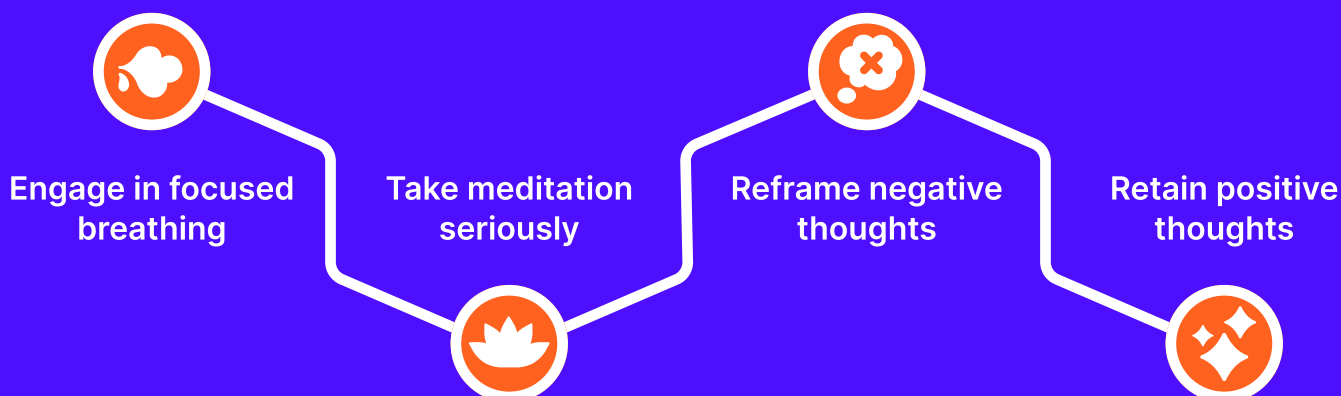 Engage in focused
breathing
Take meditation
seriously
Reframe negative
thoughts
Retain positive
thoughts